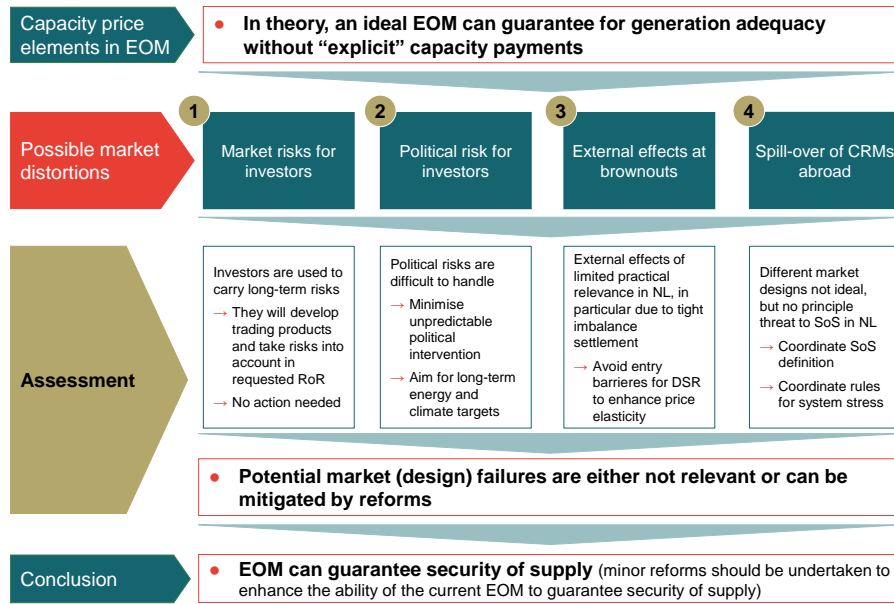 Capacity price
elements in EOM
• In theory, an ideal EOM can guarantee for generation adequacy
without “explicit” capacity payments
Possible market
distortions
1
Market risks for
investors
2
Political risk for
investors
3
External effects at
brownouts
4
Spill-over of CRMs
abroad
Assessment
Investors are used to
carry long-term risks
→ They will develop
trading products
and take risks into
account in
requested RoR
→ No action needed
Political risks are
difficult to handle
→ Minimise
unpredictable
political
intervention
→ Aim for long-term
energy and
climate targets
External effects of
limited practical
relevance in NL, in
particular due to tight
imbalance
settlement
→ Avoid entry
barrieres for DSR
to enhance price
elasticity
Different market
designs not ideal,
but no principle
threat to SoS in NL
→ Coordinate SoS
definition
→ Coordinate rules
for system stress
• Potential market (design) failures are either not relevant or can be
mitigated by reforms
Conclusion
• EOM can guarantee security of supply (minor reforms should be undertaken to
enhance the ability of the current EOM to guarantee security of supply)